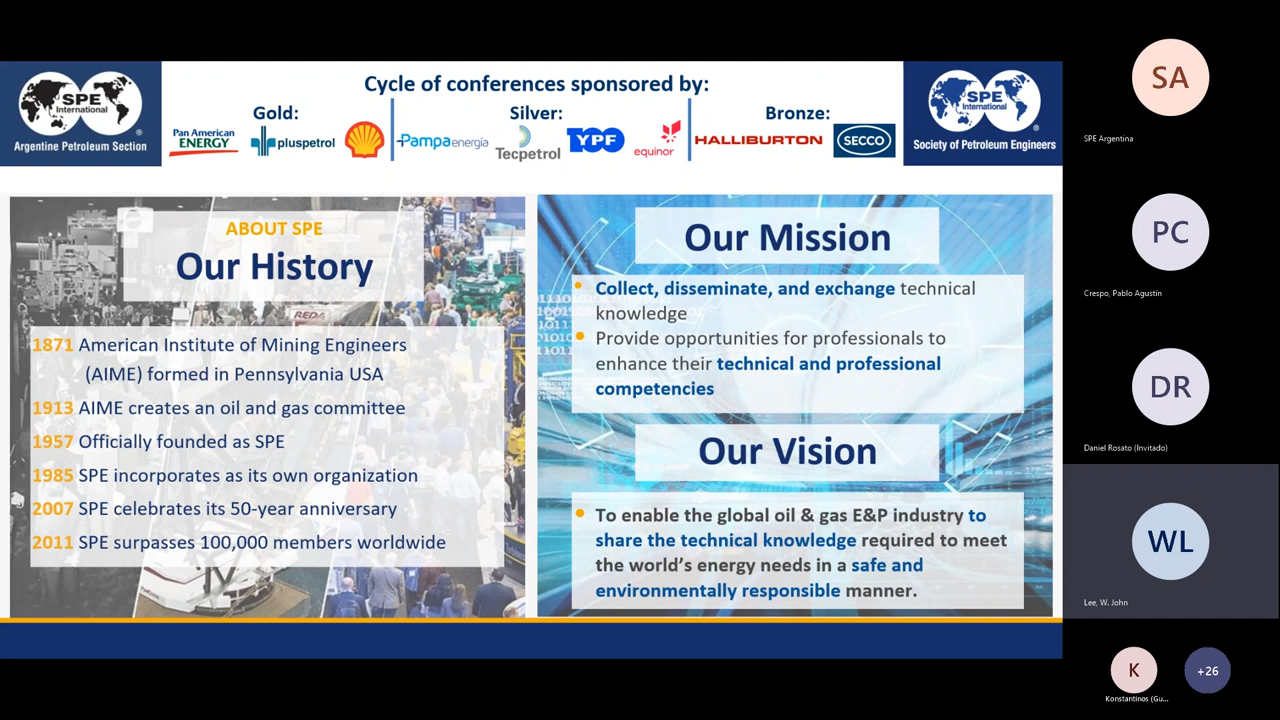 SPE
International
Argentine Petroleum Section
Cycle of conferences sponsored by:
Gold:
Silver:
Bronze:
Pan American
ENERGY
pluspetrol
Pampa energía
Tecpetrol
YPF
equinor
HALLIBURTON
SECCO
SPE
International
Society of Petroleum Engineers
ABOUT SPE
Our History
REDA
1871 American Institute of Mining Engineers
(AIME) formed in Pennsylvania USA
1913 AIME creates an oil and gas committee
1957 Officially founded as SPE
1985 SPE incorporates as its own organization
2007 SPE celebrates its 50-year anniversary
2011 SPE surpasses 100,000 members worldwide
Our Mission
• Collect, disseminate, and exchange technical
knowledge
• Provide opportunities for professionals to
enhance their technical and professional
competencies
Our Vision
• To enable the global oil & gas E&P industry to
share the technical knowledge required to meet
the world's energy needs in a safe and
environmentally responsible manner.
SA
SPE Argentina
PC
Crespo, Pablo Agustín
DR
Daniel Rosato (Invitado)
WL
Lee, W. John
K
+26
Konstantinos (Gu...